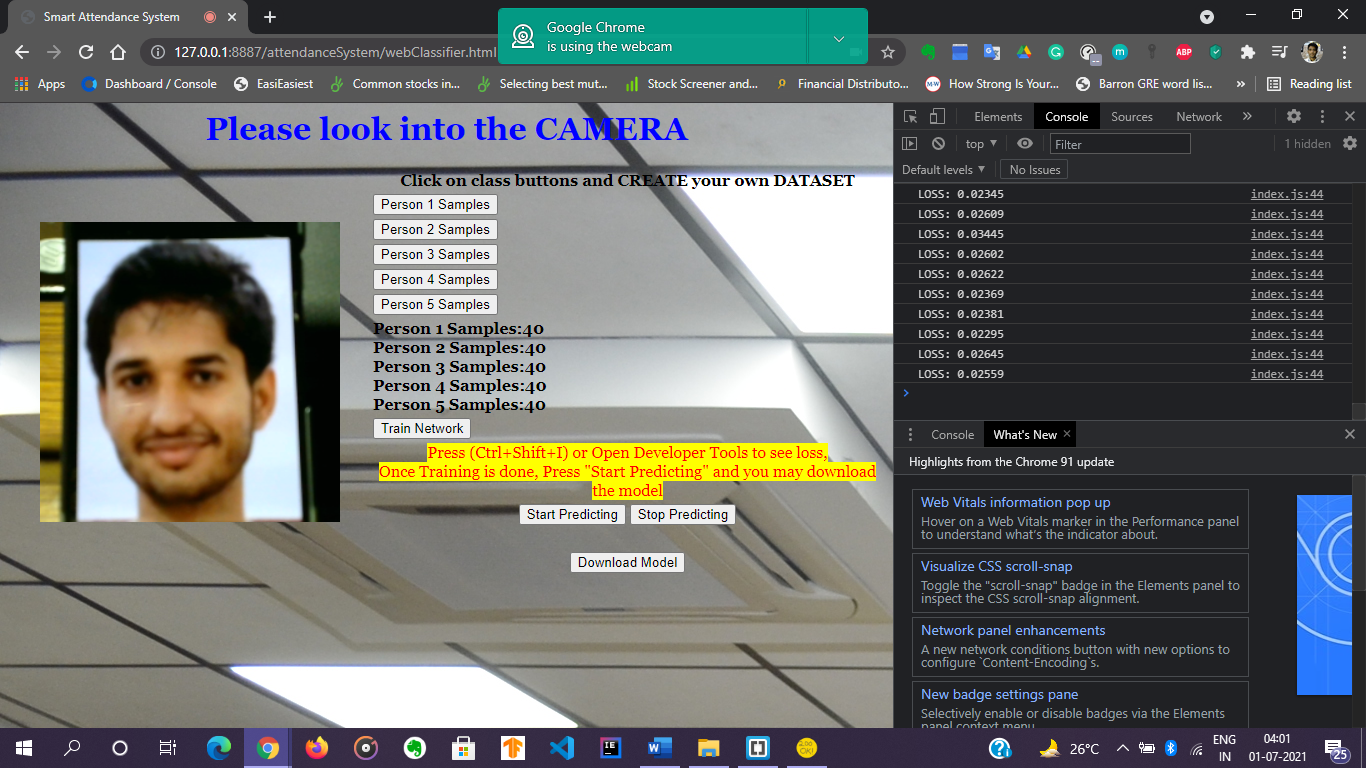 Smart Attendance System
Google Chrome
is using the webcam
127.0.0.1:8887/attendanceSystem/webClassifier.html
ABP
Apps
Dashboard / Console
EasiEasiest
Common stocks in...
Selecting best mut...
Stock Screener and...
Financial Distributo...
How Strong Is Your...
Barron GRE word lis...
»
Reading list
Please look into the CAMERA
Click on class buttons and CREATE your own DATASET
Person 1 Samples
Person 2 Samples
Person 3 Samples
Person 4 Samples
Person 5 Samples
Person 1 Samples:40
Person 2 Samples:40
Person 3 Samples:40
Person 4 Samples:40
Person 5 Samples:40
Train Network
Press (Ctrl+Shift+I) or Open Developer Tools to see loss,
Once Training is done, Press "Start Predicting" and you may download
the model
Start Predicting Stop Predicting
Download Model
Elements Console Sources Network »
top Filter 1 hidden
Default levels No Issues
LOSS: 0.02345 index.js:44
LOSS: 0.02609 index.js:44
LOSS: 0.03445 index.js:44
LOSS: 0.02602 index.js:44
LOSS: 0.02622 index.js:44
LOSS: 0.02369 index.js:44
LOSS: 0.02381 index.js:44
LOSS: 0.02295 index.js:44
LOSS: 0.02645 index.js:44
LOSS: 0.02559 index.js:44
Console What's New
Highlights from the Chrome 91 update
Web Vitals information pop up
Hover on a Web Vitals marker in the Performance panel
to understand what's the indicator about.
Visualize CSS scroll-snap
Toggle the "scroll-snap" badge in the Elements panel to
inspect the CSS scroll-snap alignment.
Network panel enhancements
A new network conditions button with new options to
configure `Content-Encoding`s.
New badge settings pane
Selectively enable or disable badges via the Elements
panel context menu.
26°C
ENG
IN
04:01
01-07-2021
25